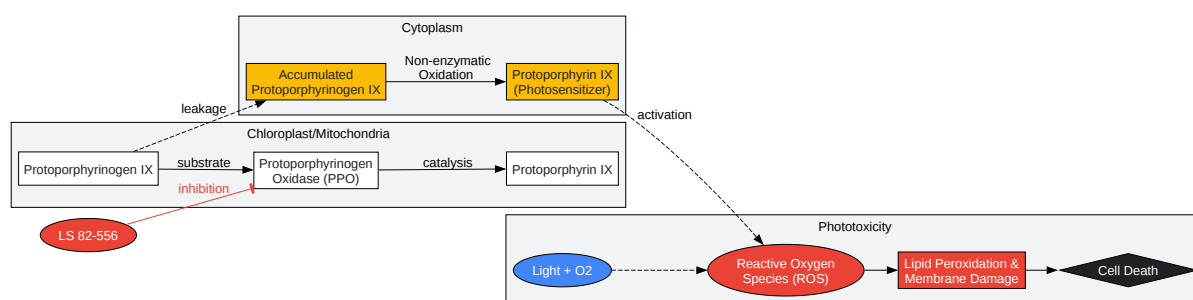 Cytoplasm
Accumulated
Protoporphyrinogen IX
Non-enzymatic
Oxidation
Protoporphyrin IX
(Photosensitizer)
leakage
activation
Chloroplast/Mitochondria
Protoporphyrinogen IX
substrate
Protoporphyrinogen
Oxidase (PPO)
catalysis
Protoporphyrin IX
inhibition
LS 82-556
Phototoxicity
Light + O2
Reactive Oxygen
Species (ROS)
Lipid Peroxidation &
Membrane Damage
Cell Death